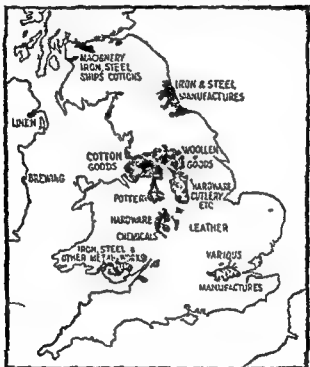 MACHINERY
IRON, STEEL
SHIPS COTTONS
IRON & STEEL
MANUFACTURES
LINEN
COTTON
GOODS
WOOLLEN
GOODS
BREWING
POTTERY
HARDWARE
CUTLERY
ETC
HARDWARE
CHEMICALS
LEATHER
IRON, STEEL &
OTHER METAL WORKS
VARIOUS
MANUFACTURES